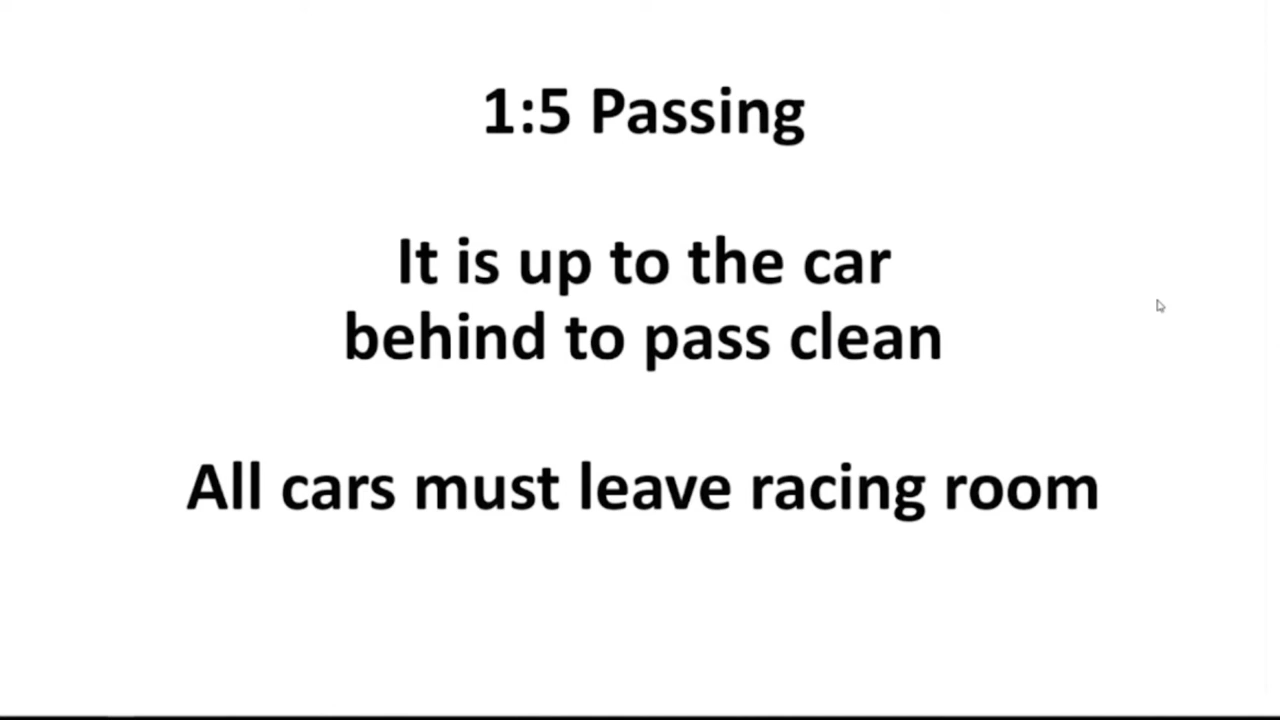 1:5 Passing
It is up to the car
behind to pass clean
All cars must leave racing room